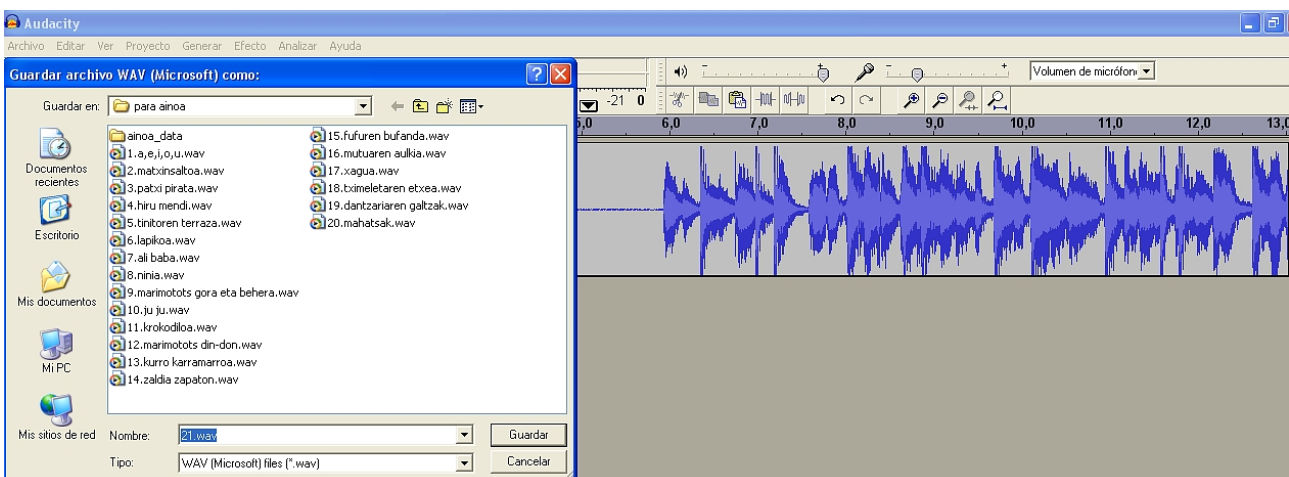 Audacity
Archivo Editar Ver Proyecto Generar Efecto Analizar Ayuda
Guardar archivo WAV (Microsoft) como:
Guardar en: para ainoa
ainoa_data
1.a,e,i,o,u.wav
2.matxinsaltoa.wav
3.patxi pirata.wav
4.hiru mendi.wav
5.tinitoren terraza.wav
6.lapikoa.wav
7.ali baba.wav
8.ninia.wav
9.marimotots gora eta behera.wav
10.ju ju.wav
11.krokodiloa.wav
12.marimotots din-don.wav
13.kurro karramarroa.wav
14.zaldia zapaton.wav
15.fufuren bufanda.wav
16.mutuaren aulkia.wav
17.xagua.wav
18.tximeletaren etxea.wav
19.dantzariaren galtzak.wav
20.mahatsak.wav
Documentos
recientes
Escritorio
Mis documentos
Mi PC
Mis sitios de red
Nombre: 21.wav
Guardar
Tipo: WAV (Microsoft) files (*.wav)
Cancelar
Volumen de micrófon
-21 0
6,0 7,0 8,0 9,0 10,0 11,0 12,0